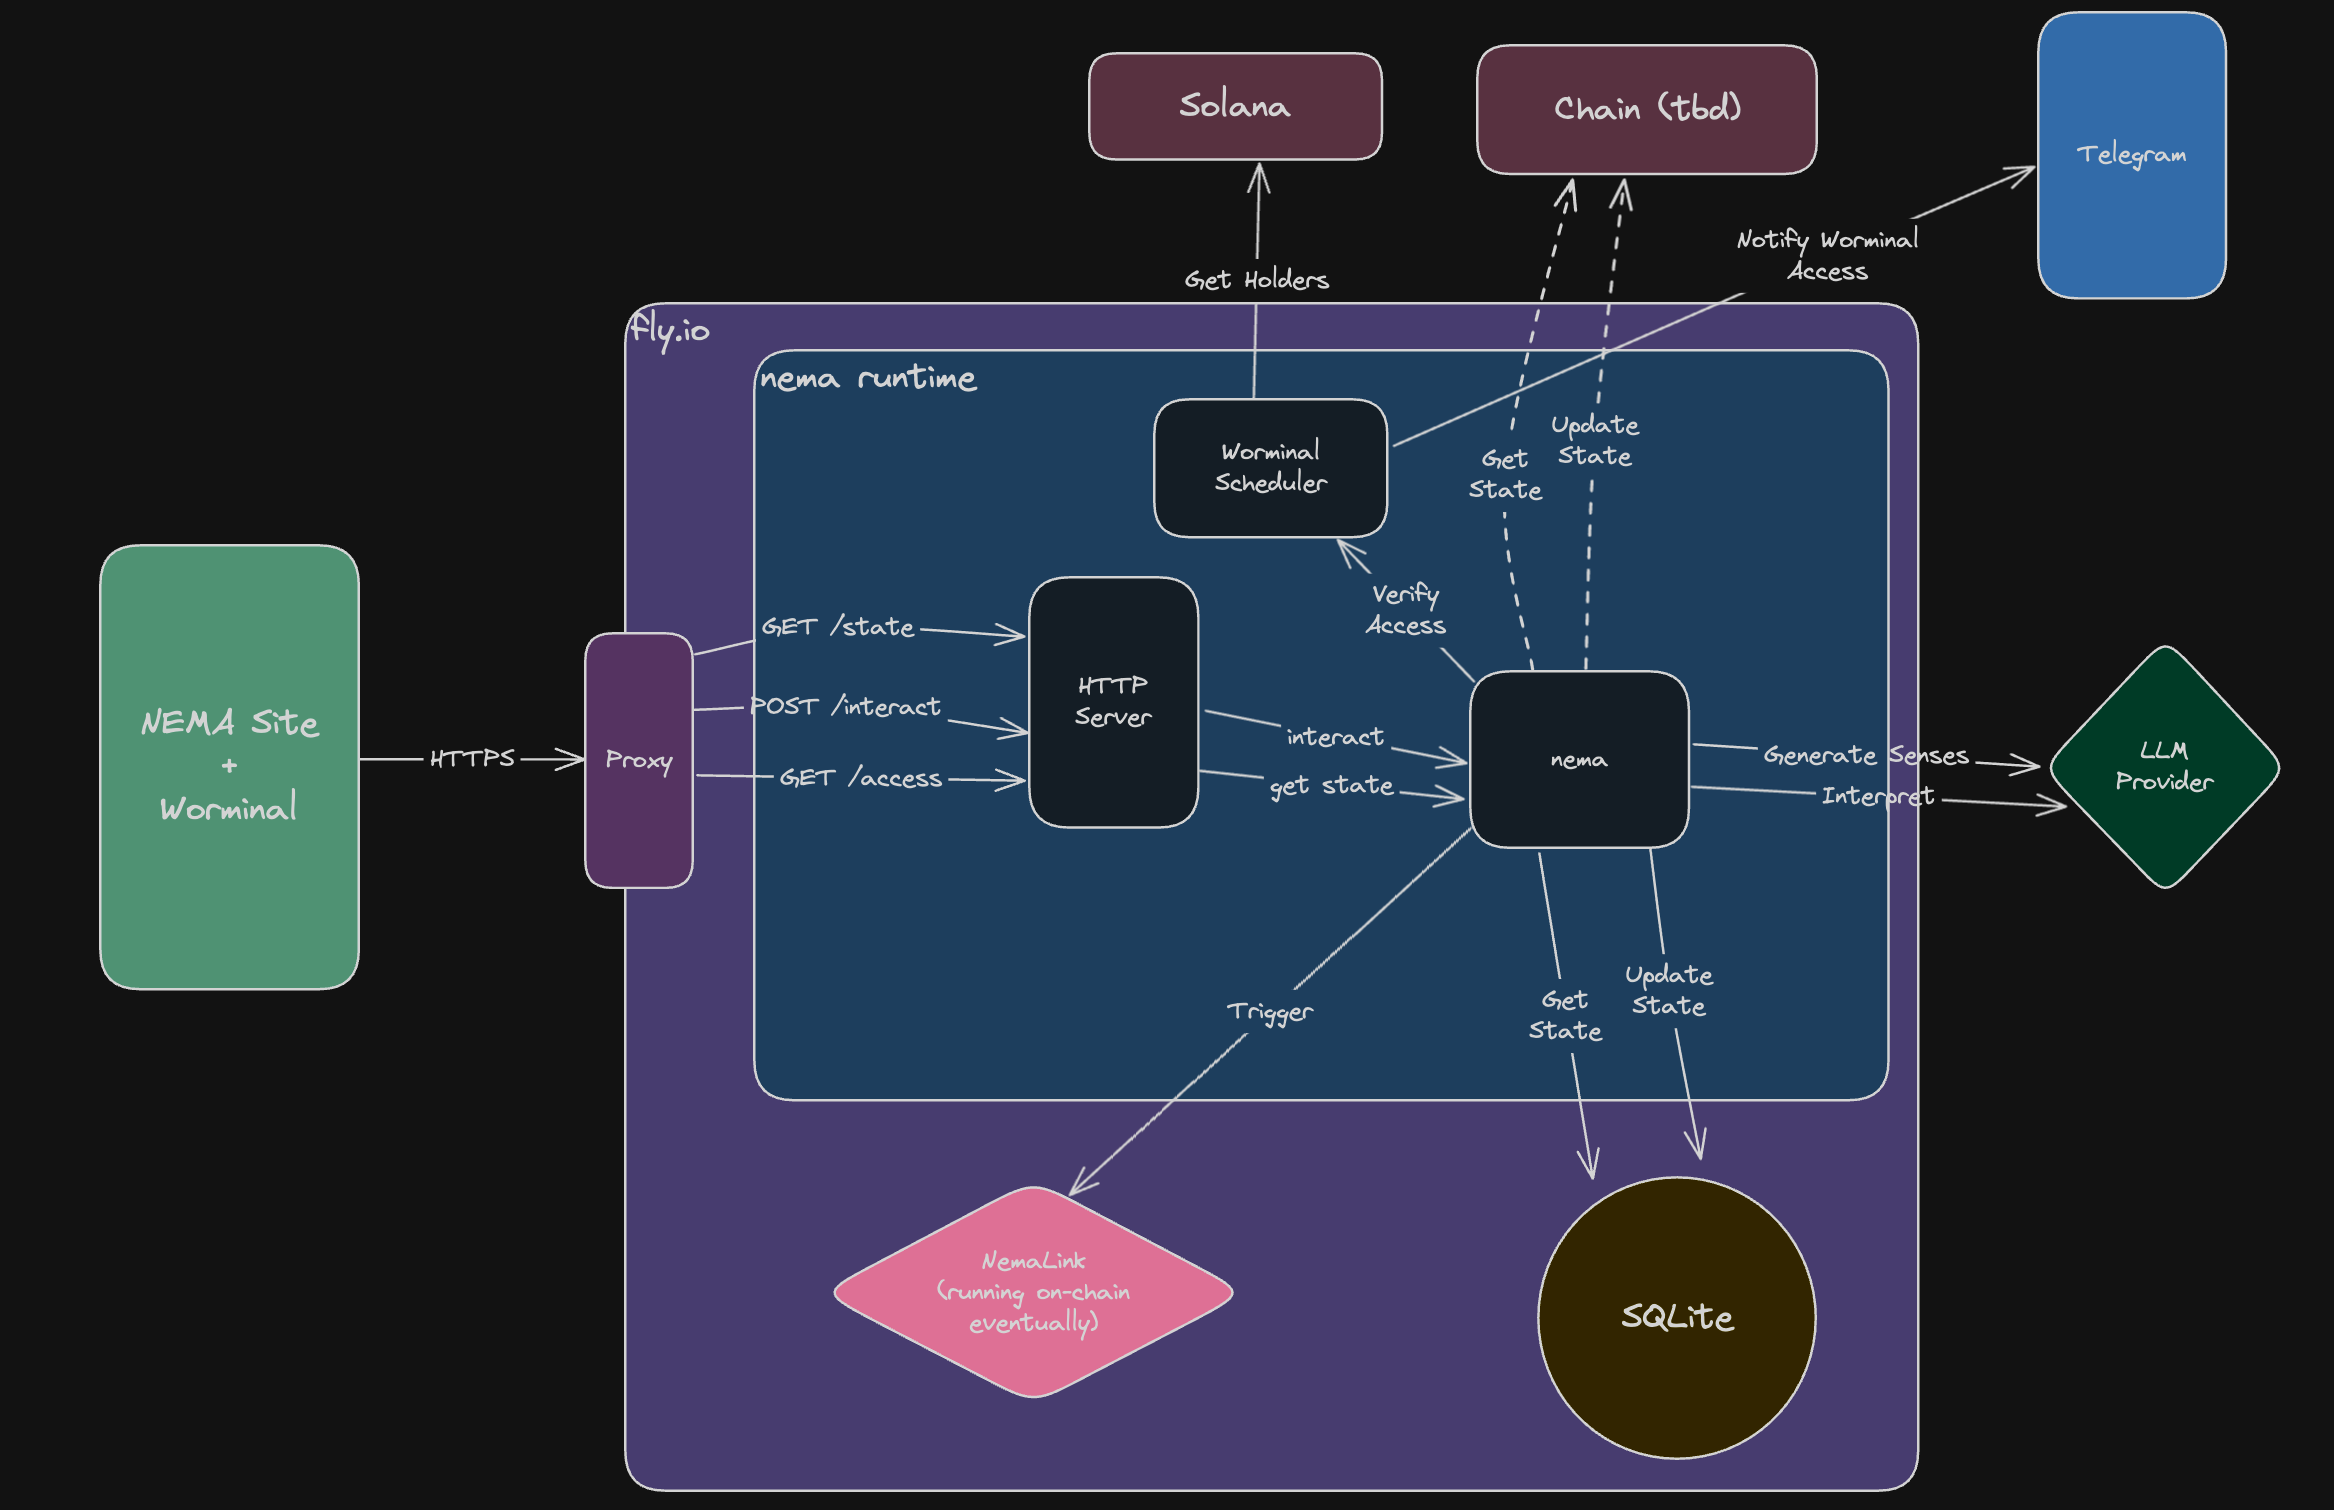 Solana
Chain (tbd)
Telegram
Notify Worminal
Access
Get Holders
fly.io
nema runtime
Worminal
Scheduler
Get
State
Update
State
Verify
Access
NEMA Site
+
Worminal
HTTPS
Proxy
GET /state
POST /interact
GET /access
HTTP
Server
interact
get state
nema
Generate Senses
Interpret
LLM
Provider
Trigger
Get
State
Update
State
NemaLink
(running on-chain
eventually)
SQLite